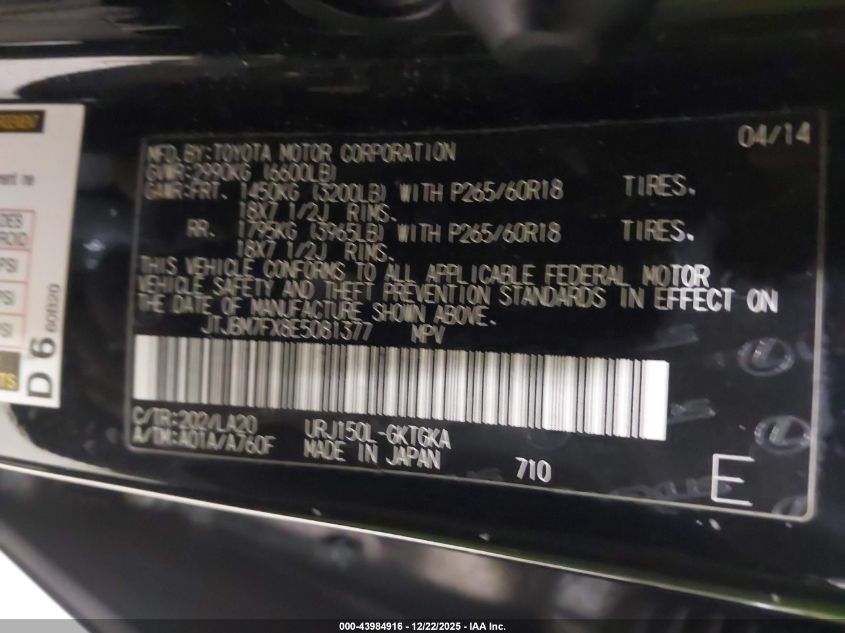 MFD.BY:TOYOTA MOTOR CORPORATION 04/14
GVWR:2990KG (6600LB)
GAWR:FRT. 1450KG (3200LB) WITH P265/60R18 TIRES.
18X7 1/2J RIMS.
RR. 1795KG (3965LB) WITH P265/60R18 TIRES.
18X7 1/2J RIMS.
THIS VEHICLE CONFORMS TO ALL APPLICABLE FEDERAL MOTOR
VEHICLE SAFETY AND THEFT PREVENTION STANDARDS IN EFFECT ON
THE DATE OF MANUFACTURE SHOWN ABOVE.
JTJBM7FX8E5081377 MPV
C/TR:202/LA20 URJ150L-GKTGKA
A/TM:A01A/A760F MADE IN JAPAN 710 E
PSI
PSI
PSI
D 6 60B20
000-43984916 - 12/22/2025 - IAA Inc.